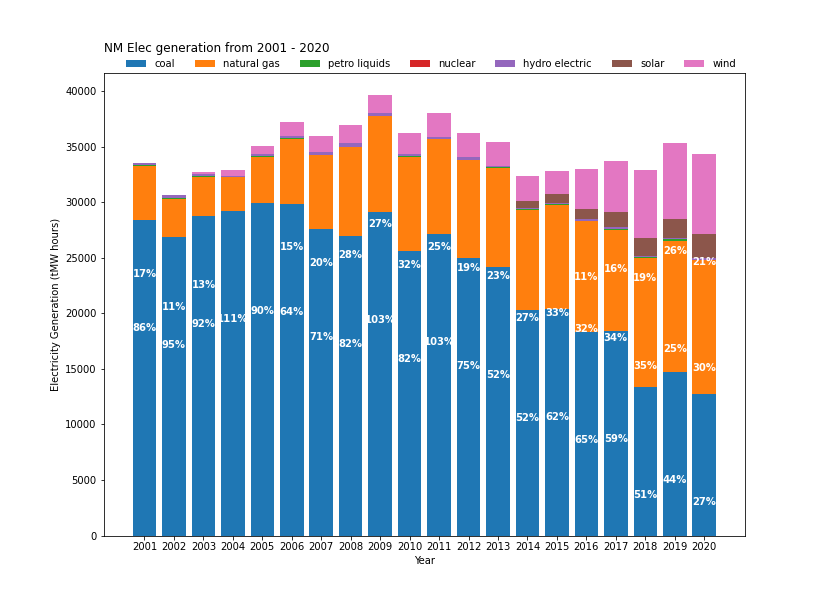 NM Elec generation from 2001 - 2020
coal natural gas petro liquids nuclear hydro electric solar wind
40000
35000
30000
25000
20000
15000
10000
5000
0
Electricity Generation (tMW hours)
17% 11% 13% 111% 90% 15% 20% 28% 27% 32% 25% 19% 23% 27% 33% 11% 16% 19% 26% 21%
86% 95% 92% 64% 71% 82% 103% 82% 103% 75% 52% 52% 62% 32% 34% 35% 25% 30%
65% 59% 51% 44% 27%
2001 2002 2003 2004 2005 2006 2007 2008 2009 2010 2011 2012 2013 2014 2015 2016 2017 2018 2019 2020
Year